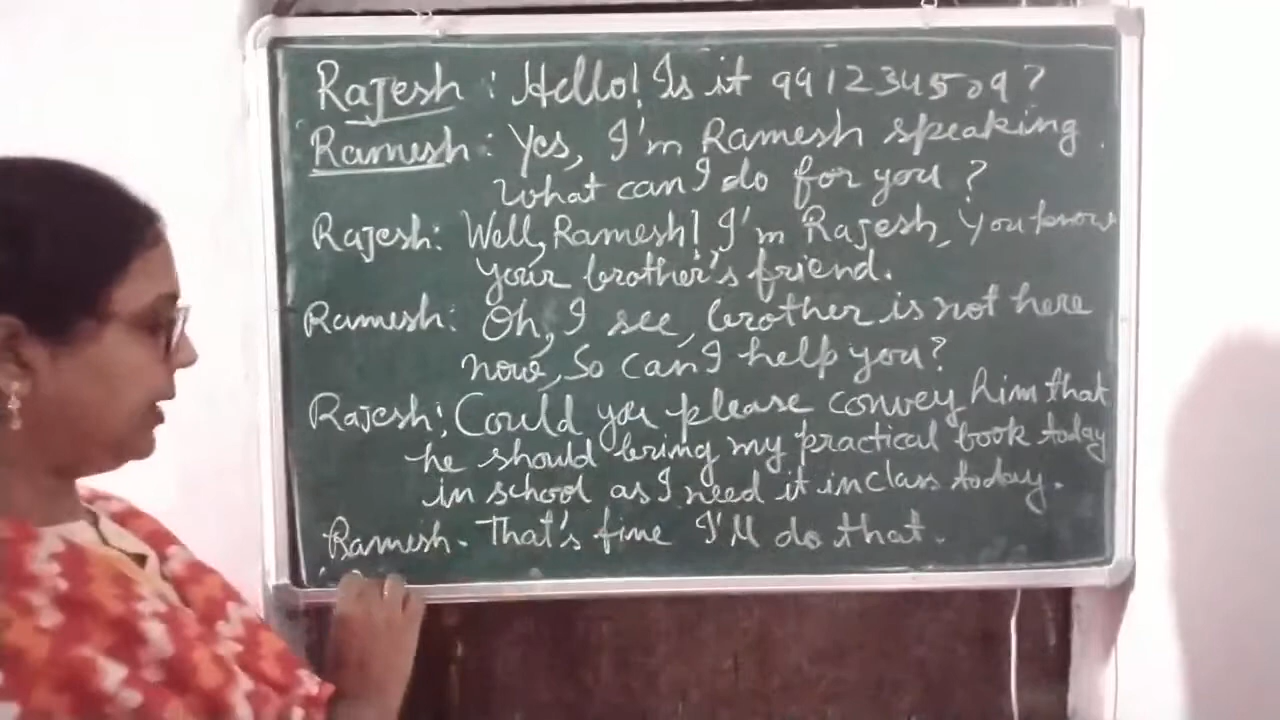 Rajesh : Hello! Is it 991234509?
Ramesh : Yes, I'm Ramesh speaking.
What can I do for you?
Rajesh: Well, Ramesh! I'm Rajesh, you know
your brother's friend.
Ramesh: Oh, I see, brother is not here
now, So can I help you?
Rajesh: Could you please convey him that
he should bring my practical book today
in school as I need it in class today.
Ramesh. That's fine I'll do that.